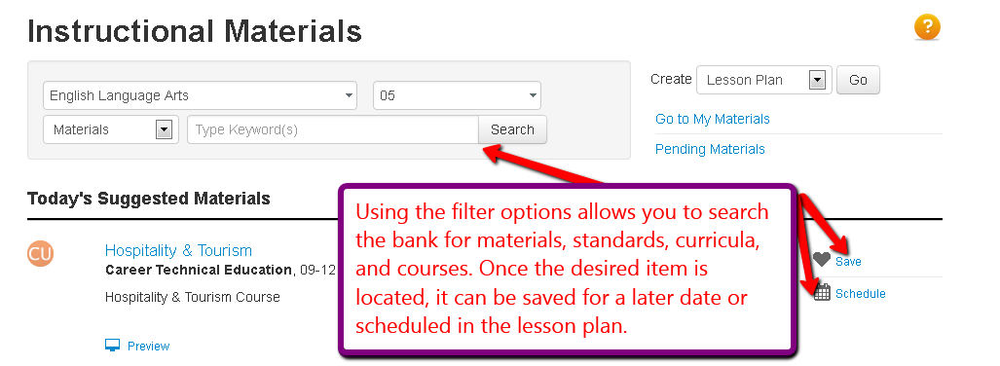 Instructional Materials
?
English Language Arts
05
Create
Lesson Plan
Go
Materials
Type Keyword(s)
Search
Go to My Materials
Pending Materials
Today's Suggested Materials
CU
Hospitality & Tourism
Career Technical Education, 09-12
Hospitality & Tourism Course
Preview
Using the filter options allows you to search
the bank for materials, standards, curricula,
and courses. Once the desired item is
located, it can be saved for a later date or
scheduled in the lesson plan.
Save
Schedule